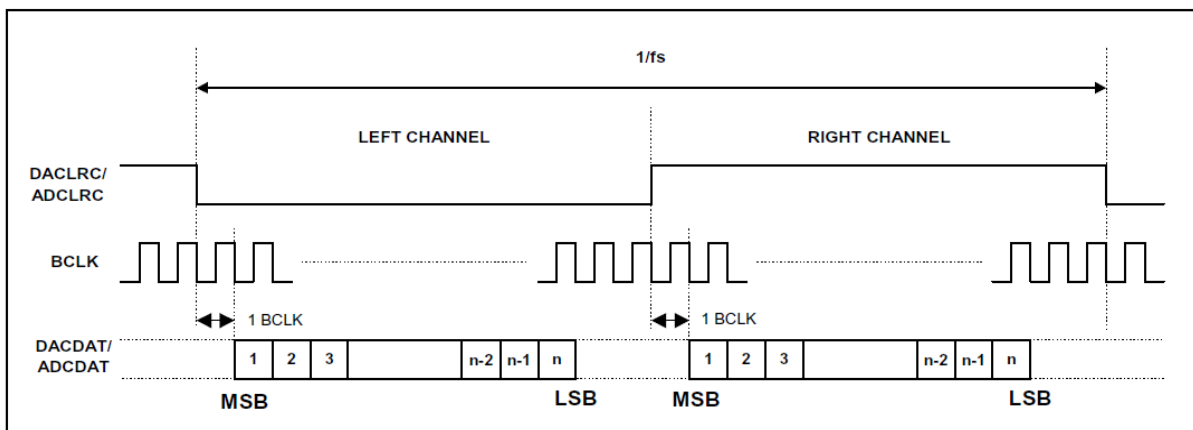 1/fs
LEFT CHANNEL RIGHT CHANNEL
DACLRC/
ADCLRC
BCLK
1 BCLK 1 BCLK
DACDAT/
ADCDAT
1 2 3 n-2 n-1 n 1 2 3 n-2 n-1 n
MSB LSB MSB LSB